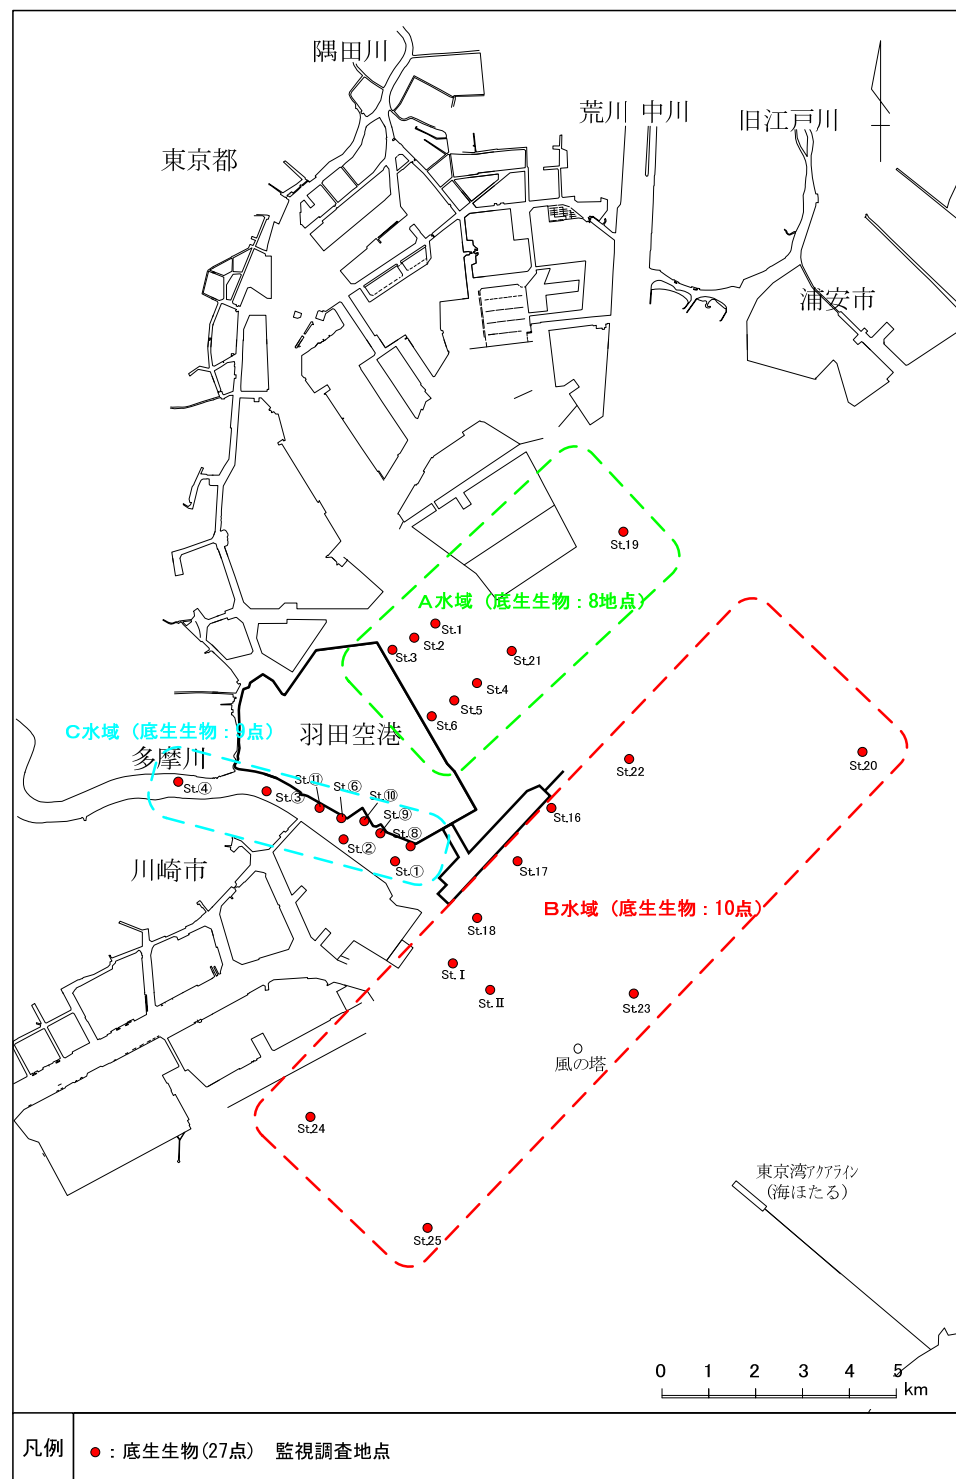 隅田川
荒川 中川
旧江戸川
東京都
浦安市
St.19
A水域(底生生物:8地点)
St.1
St.2
St.3
St.21
St.4
St.5
St.6
C水域(底生生物:9点)
羽田空港
多摩川
St.④
St.③
St.⑪
St.⑥
St.⑩
St.⑨
St.⑧
St.②
St.①
St.22
St.20
St.16
St.17
川崎市
B水域(底生生物:10点)
St.18
St.Ⅰ
St.Ⅱ
St.23
風の塔
St.24
St.25
東京湾アクアライン
(海ほたる)
0 1 2 3 4 5
km
凡例
:底生生物(27点) 監視調査地点